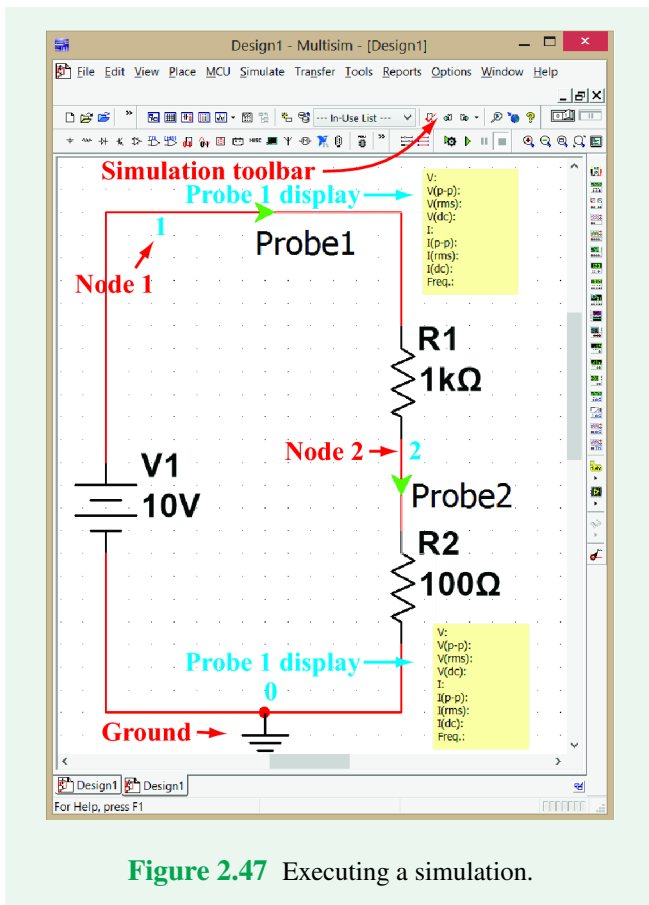 Design1 - Multisim - [Design1]
File Edit View Place MCU Simulate Transfer Tools Reports Options Window Help
--- In-Use List ---
Simulation toolbar
Probe 1 display
V:
V(p-p):
V(rms):
V(dc):
I:
I(p-p):
I(rms):
I(dc):
Freq.:
1
Probe1
Node 1
R1
1kΩ
Node 2
2
V1
10V
Probe2
R2
100Ω
Probe 1 display
V:
V(p-p):
V(rms):
V(dc):
I:
I(p-p):
I(rms):
I(dc):
Freq.:
0
Ground
Design1 Design1
For Help, press F1
Figure 2.47 Executing a simulation.